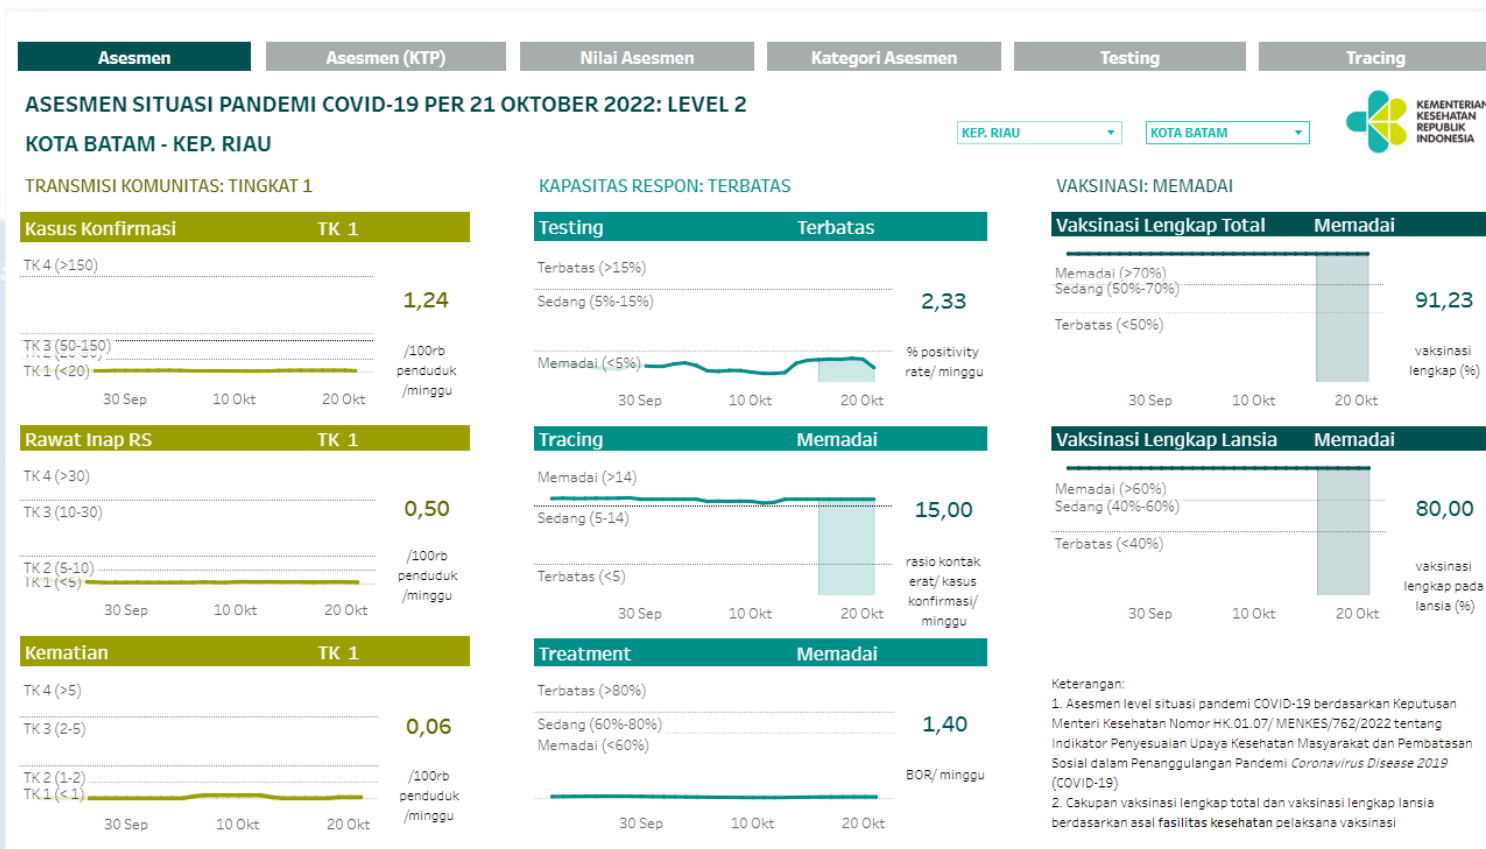 Asesmen
Asesmen (KTP)
Nilai Asesmen
Kategori Asesmen
Testing
Tracing
ASESMEN SITUASI PANDEMI COVID-19 PER 21 OKTOBER 2022: LEVEL 2
KOTA BATAM - KEP. RIAU
KEP. RIAU
KOTA BATAM
KEMENTERIAN
KESEHATAN
REPUBLIK
INDONESIA
TRANSMISI KOMUNITAS: TINGKAT 1
Kasus Konfirmasi TK 1
TK 4 (>150)
1,24
TK 3 (50-150)
TK 1 (<20)
/100rb
penduduk
/minggu
30 Sep 10 Okt 20 Okt
Rawat Inap RS TK 1
TK 4 (>30)
TK 3 (10-30)
0,50
TK 2 (5-10)
TK 1 (<5)
/100rb
penduduk
/minggu
30 Sep 10 Okt 20 Okt
Kematian TK 1
TK 4 (>5)
TK 3 (2-5)
0,06
TK 2 (1-2)
TK 1 (<1)
/100rb
penduduk
/minggu
30 Sep 10 Okt 20 Okt
KAPASITAS RESPON: TERBATAS
Testing Terbatas
Terbatas (>15%)
Sedang (5%-15%)
2,33
Memadai (<5%)
% positivity
rate/ minggu
30 Sep 10 Okt 20 Okt
Tracing Memadai
Memadai (>14)
Sedang (5-14)
15,00
Terbatas (<5)
rasio kontak
erat/ kasus
konfirmasi/
minggu
30 Sep 10 Okt 20 Okt
Treatment Memadai
Terbatas (>80%)
Sedang (60%-80%)
1,40
Memadai (<60%)
BOR/ minggu
30 Sep 10 Okt 20 Okt
VAKSINASI: MEMADAI
Vaksinasi Lengkap Total Memadai
Memadai (>70%)
Sedang (50%-70%)
91,23
Terbatas (<50%)
vaksinasi
lengkap (%)
30 Sep 10 Okt 20 Okt
Vaksinasi Lengkap Lansia Memadai
Memadai (>60%)
Sedang (40%-60%)
80,00
Terbatas (<40%)
vaksinasi
lengkap pada
lansia (%)
30 Sep 10 Okt 20 Okt
Keterangan:
1. Asesmen level situasi pandemi COVID-19 berdasarkan Keputusan
Menteri Kesehatan Nomor HK.01.07/ MENKES/762/2022 tentang
Indikator Penyesuaian Upaya Kesehatan Masyarakat dan Pembatasan
Sosial dalam Penanggulangan Pandemi Coronavirus Disease 2019
(COVID-19)
2. Cakupan vaksinasi lengkap total dan vaksinasi lengkap lansia
berdasarkan asal fasilitas kesehatan pelaksana vaksinasi